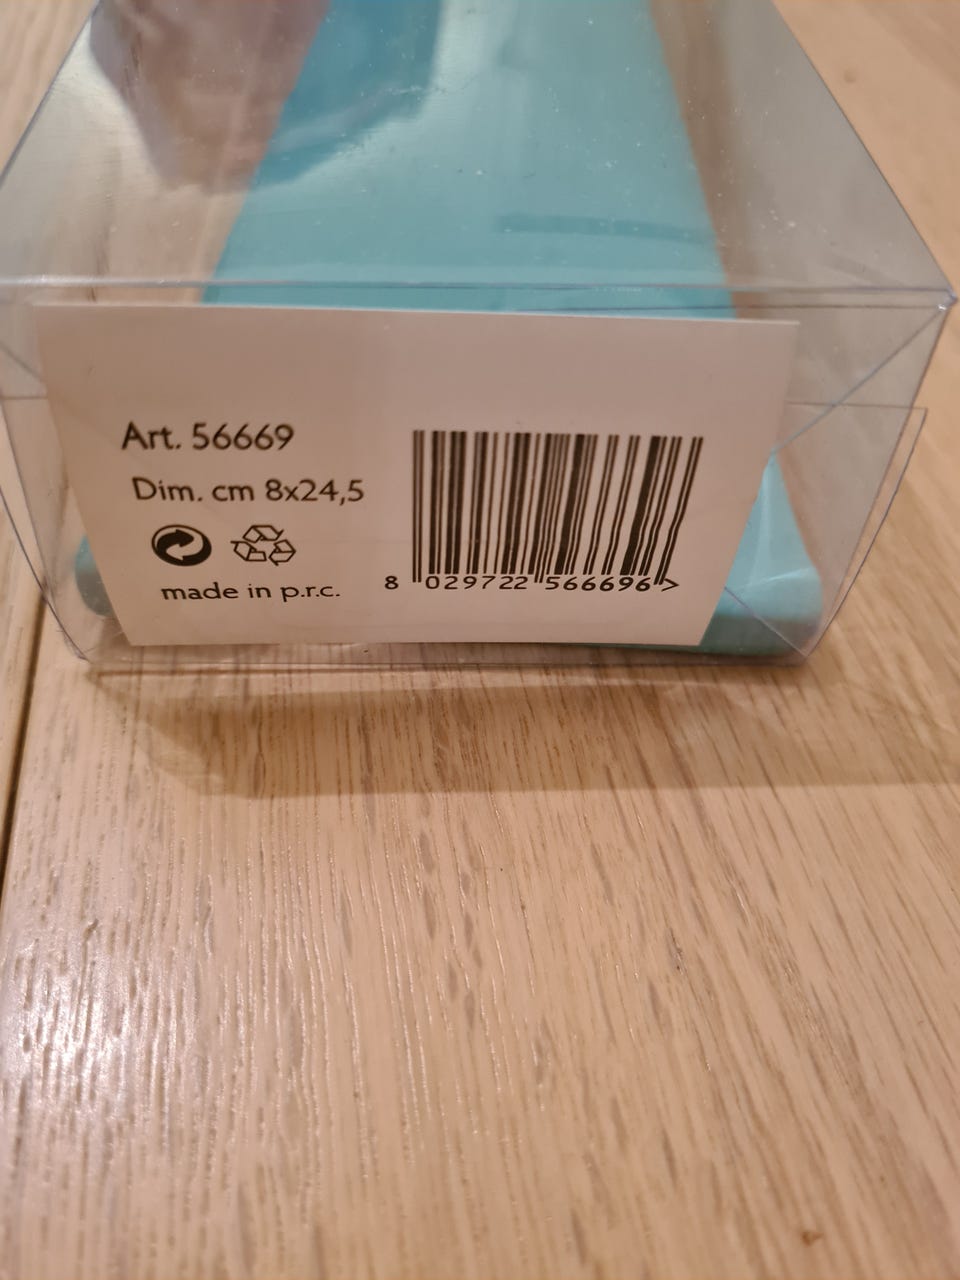 Art. 56669
Dim. cm 8x24,5
made in p.r.c.
8 029722 566696 >